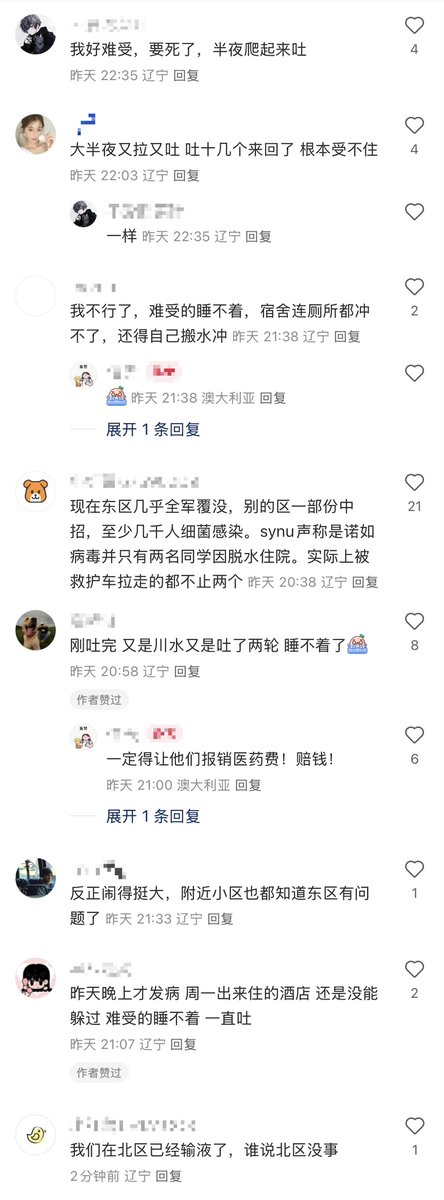 4
我好难受，要死了，半夜爬起来吐
昨天 22:35 辽宁 回复
大半夜又拉又吐 吐十几个来回了 根本受不住
4
昨天 22:03 辽宁 回复
一样 昨天 22:35 辽宁 回复
我不行了，难受的睡不着，宿舍连厕所都冲
2
不了，还得自己搬水冲 昨天 21:38 辽宁 回复
昨天 21:38 澳大利亚 回复
展开 1 条回复
现在东区几乎全军覆没，别的区一部份中
21
招，至少几千人细菌感染。synu声称是诺如
病毒并只有两名同学因脱水住院。实际上被
救护车拉走的都不止两个 昨天 20:38 辽宁 回复
刚吐完 又是川水又是吐了两轮 睡不着了
8
昨天 20:58 辽宁 回复
作者赞过
一定得让他们报销医药费！赔钱！
6
昨天 21:00 澳大利亚 回复
展开 1 条回复
反正闹得挺大，附近小区也都知道东区有问
1
题了 昨天 21:33 辽宁 回复
昨天晚上才发病 周一出来住的酒店 还是没能
2
躲过 难受的睡不着 一直吐
昨天 21:07 辽宁 回复
作者赞过
我们在北区已经输液了，谁说北区没事
1
2分钟前 辽宁 回复